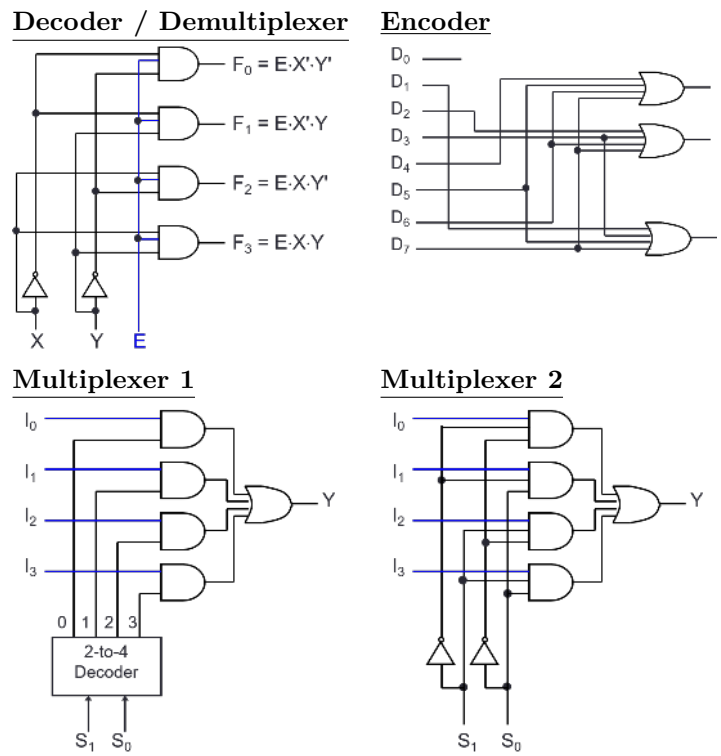 Decoder / Demultiplexer
F₀ = E·X'·Y'
F₁ = E·X'·Y
F₂ = E·X·Y'
F₃ = E·X·Y
X Y E
Encoder
D₀
D₁
D₂
D₃
D₄
D₅
D₆
D₇
Multiplexer 1
I₀
I₁
I₂
I₃
Y
0 1 2 3
2-to-4
Decoder
S₁ S₀
Multiplexer 2
I₀
I₁
I₂
I₃
Y
S₁ S₀